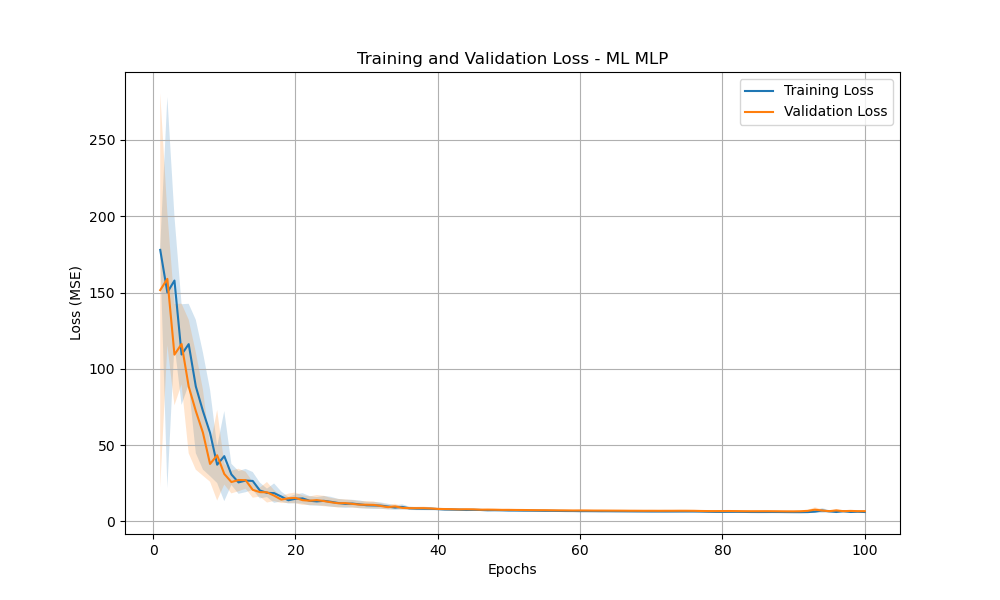 Training and Validation Loss - ML MLP
Training Loss
Validation Loss
250
200
150
100
50
0
Loss (MSE)
0 20 40 60 80 100
Epochs